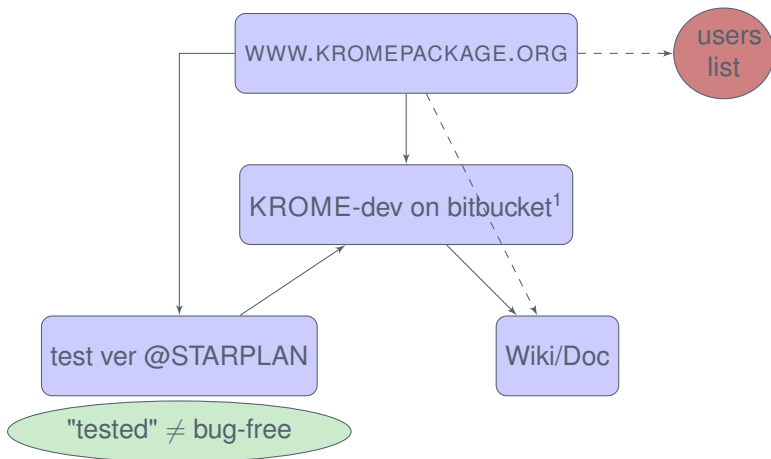 WWW.KROMEPACKAGE.ORG
users
list
KROME-dev on bitbucket¹
test ver @STARPLAN
Wiki/Doc
"tested" ≠ bug-free